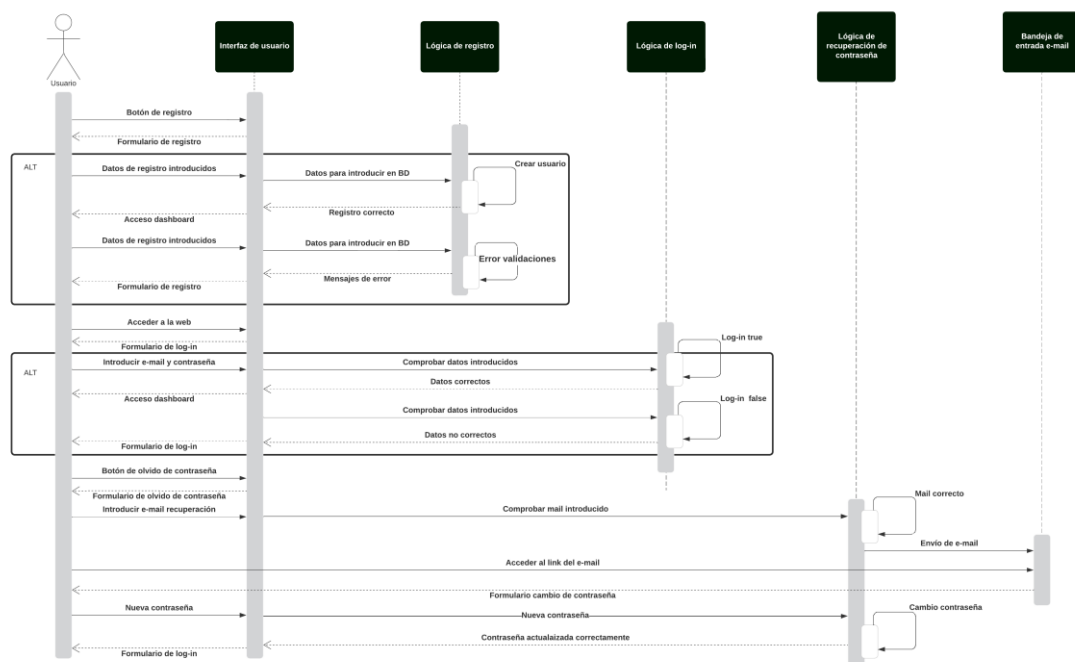 Interfaz de usuario
Lógica de registro
Lógica de log-in
Lógica de
recuperación de
contraseña
Bandeja de
entrada e-mail
Usuario
Botón de registro
Formulario de registro
ALT
Crear usuario
Datos de registro introducidos
Datos para introducir en BD
Registro correcto
Acceso dashboard
Datos de registro introducidos
Datos para introducir en BD
Error validaciones
Mensajes de error
Formulario de registro
Acceder a la web
Log-in true
Formulario de log-in
ALT
Introducir e-mail y contraseña
Comprobar datos introducidos
Datos correctos
Acceso dashboard
Log-in false
Comprobar datos introducidos
Datos no correctos
Formulario de log-in
Botón de olvido de contraseña
Formulario de olvido de contraseña
Mail correcto
Introducir e-mail recuperación
Comprobar mail introducido
Envío de e-mail
Acceder al link del e-mail
Formulario cambio de contraseña
Nueva contraseña
Nueva contraseña
Cambio contraseña
Contraseña actualaizada correctamente
Formulario de log-in